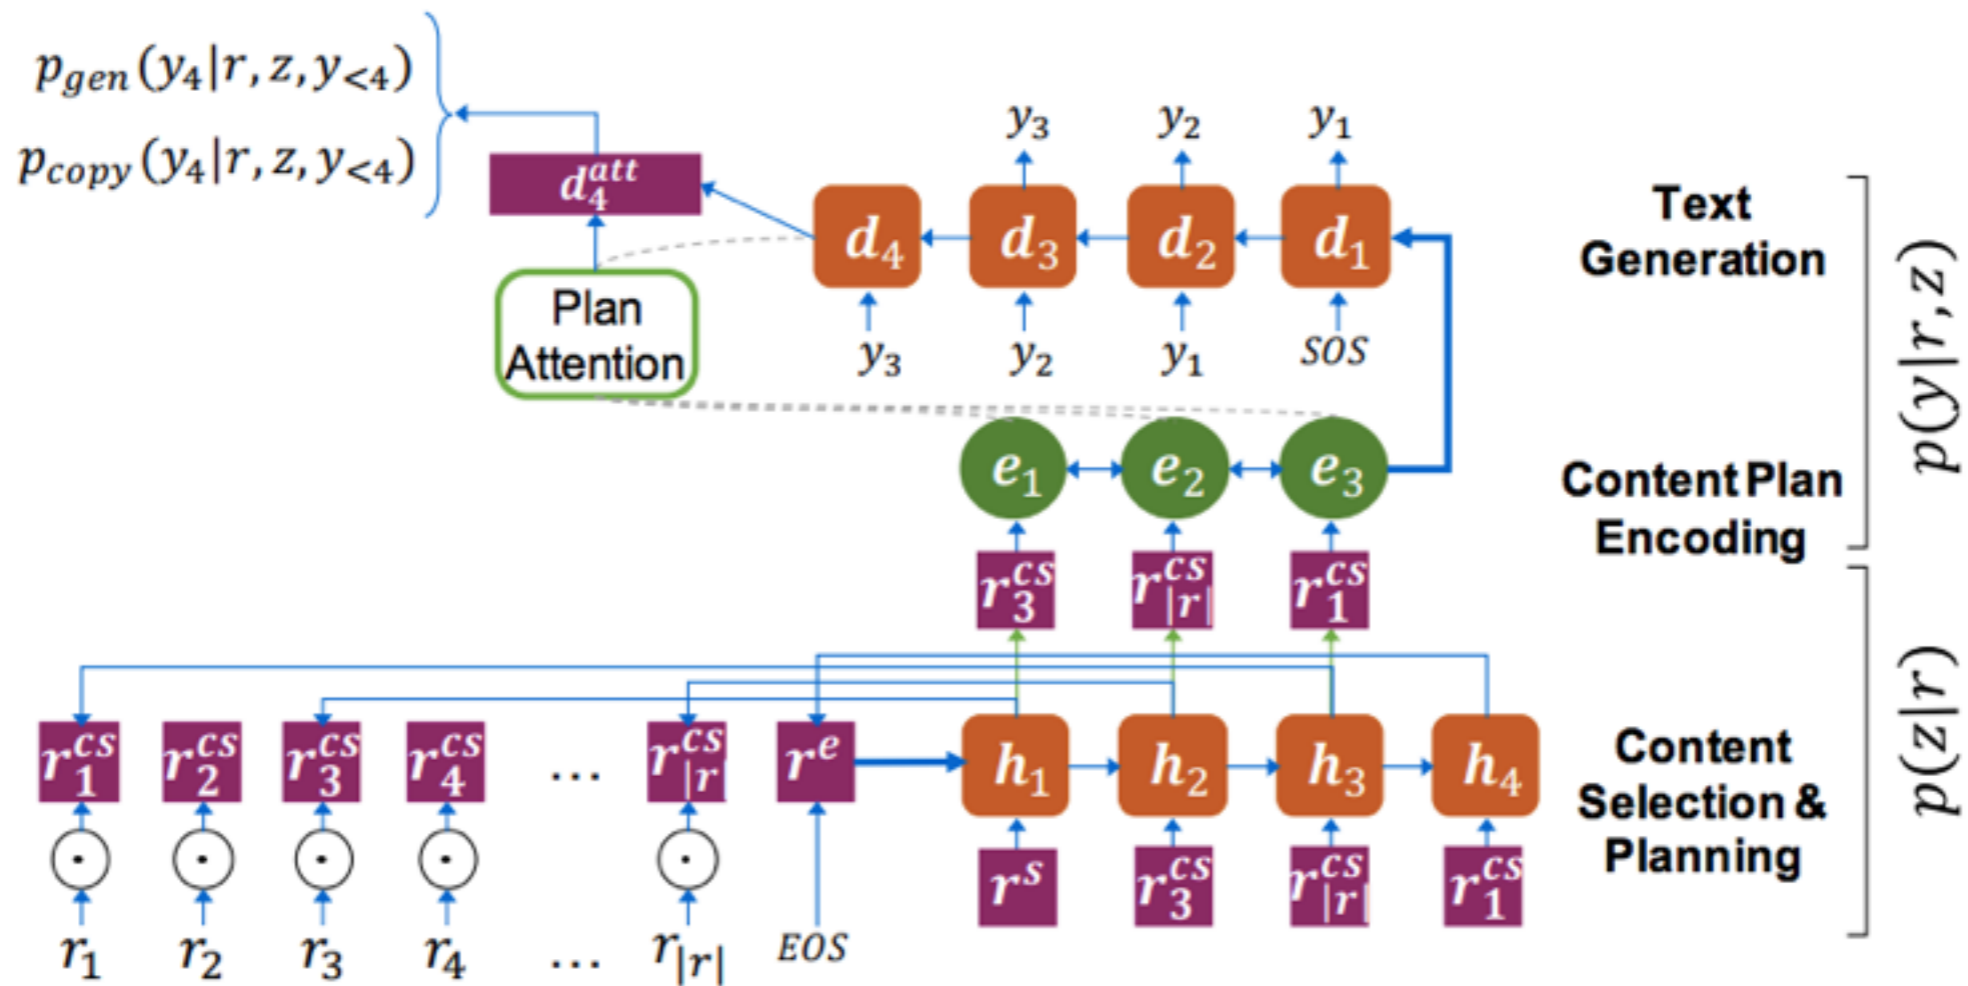 p_gen(y_4|r, z, y_<4)
p_copy(y_4|r, z, y_<4)
y_3 y_2 y_1
d_4^att
d_4 d_3 d_2 d_1
Text
Generation
Plan
Attention
y_3 y_2 y_1 SOS
p(y|r, z)
e_1 e_2 e_3
Content Plan
Encoding
r_3^cs r_|r|^cs r_1^cs
r_1^cs r_2^cs r_3^cs r_4^cs ... r_|r|^cs r^e h_1 h_2 h_3 h_4
Content
Selection &
Planning
p(z|r)
r^s r_3^cs r_|r|^cs r_1^cs
r_1 r_2 r_3 r_4 ... r_|r| EOS